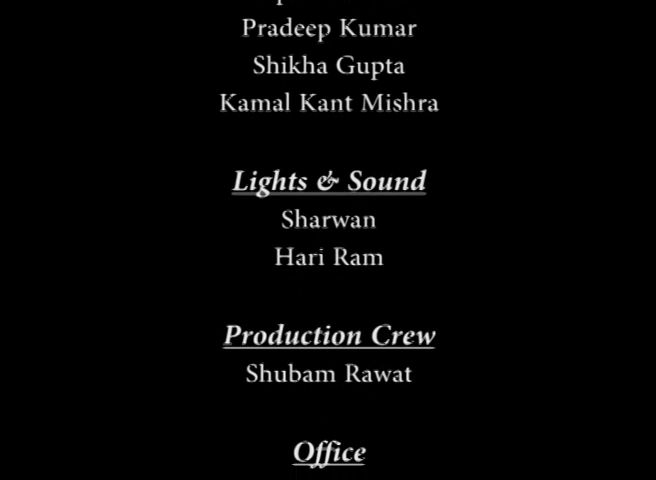 Pradeep Kumar
Shikha Gupta
Kamal Kant Mishra
Lights & Sound
Sharwan
Hari Ram
Production Crew
Shubam Rawat
Office